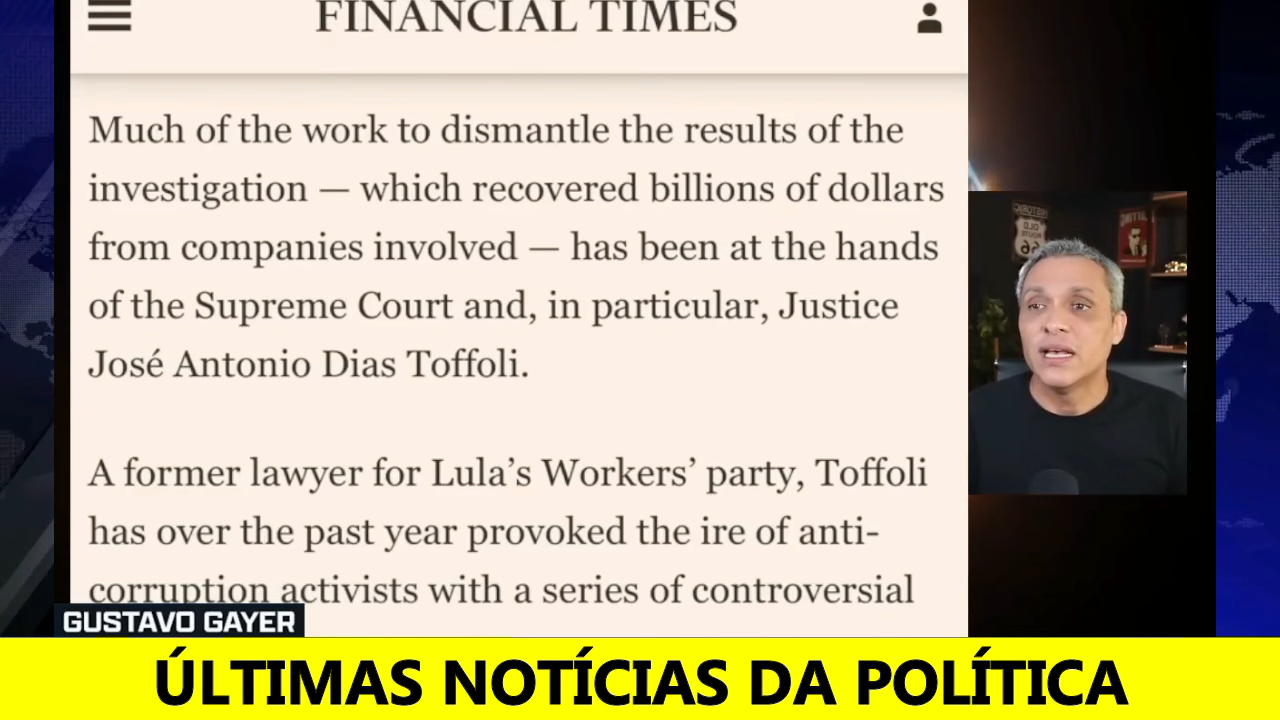 FINANCIAL TIMES
Much of the work to dismantle the results of the
investigation — which recovered billions of dollars
from companies involved — has been at the hands
of the Supreme Court and, in particular, Justice
José Antonio Dias Toffoli.
A former lawyer for Lula’s Workers’ party, Toffoli
has over the past year provoked the ire of anti-
corruption activists with a series of controversial
GUSTAVO GAYER
ÚLTIMAS NOTÍCIAS DA POLÍTICA